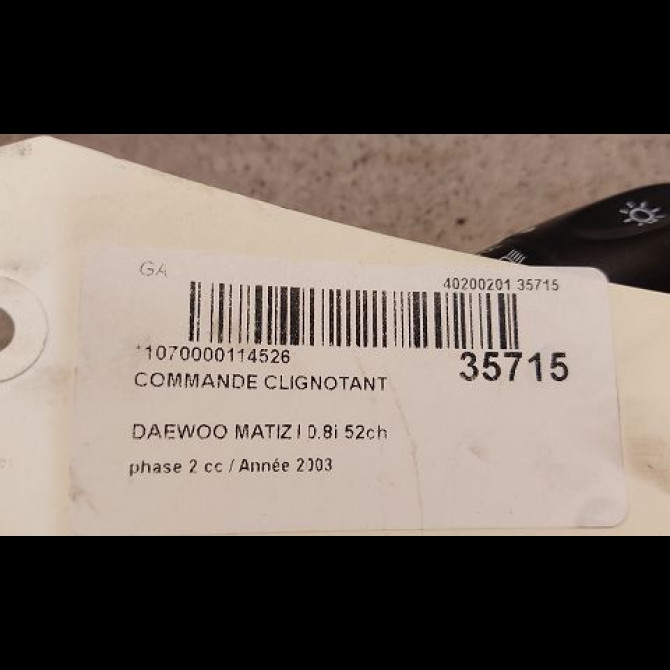 GA
40200201 35715
*1070000114526
35715
COMMANDE CLIGNOTANT
DAEWOO MATIZ I 0.8i 52ch
phase 2 cc / Année 2003